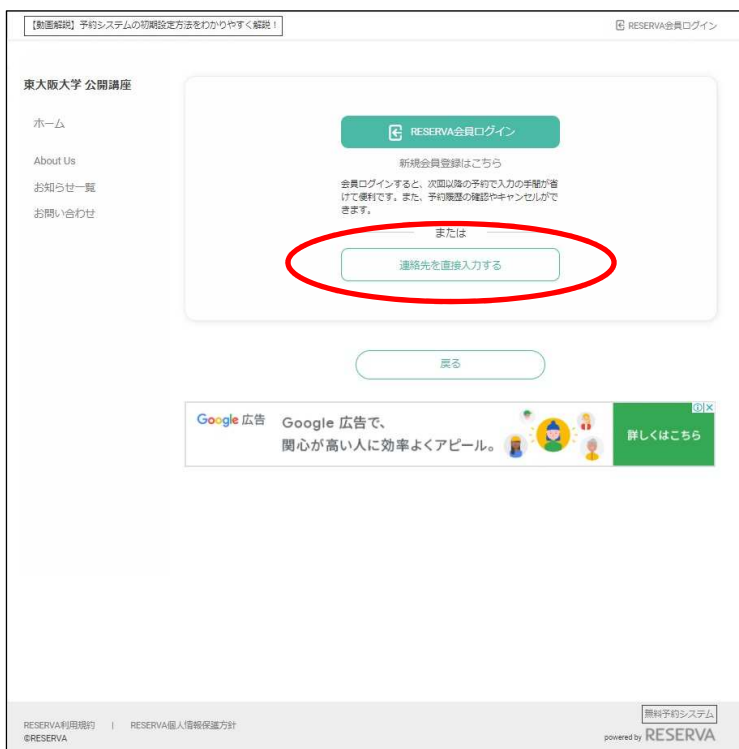 【動画解説】予約システムの初期設定方法をわかりやすく解説！
RESERVA会員ログイン
東大阪大学 公開講座
ホーム
About Us
お知らせ一覧
お問い合わせ
RESERVA会員ログイン
新規会員登録はこちら
会員ログインすると、次回以降の予約で入力の手間が省
けて便利です。また、予約履歴の確認やキャンセルがで
きます。
または
連絡先を直接入力する
戻る
Google 広告
Google 広告で、
関心が高い人に効率よくアピール。
詳しくはこちら
RESERVA利用規約 | RESERVA個人情報保護方針
©RESERVA
無料予約システム
powered by RESERVA